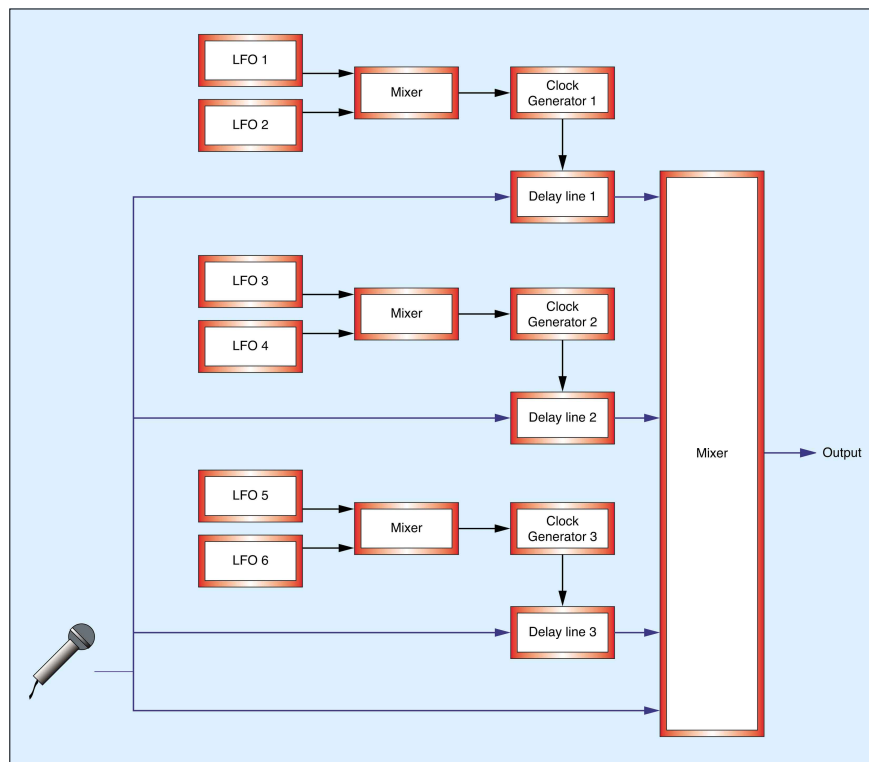 LFO 1
LFO 2
Mixer
Clock
Generator 1
Delay line 1
LFO 3
LFO 4
Mixer
Clock
Generator 2
Delay line 2
Mixer
Output
LFO 5
LFO 6
Mixer
Clock
Generator 3
Delay line 3